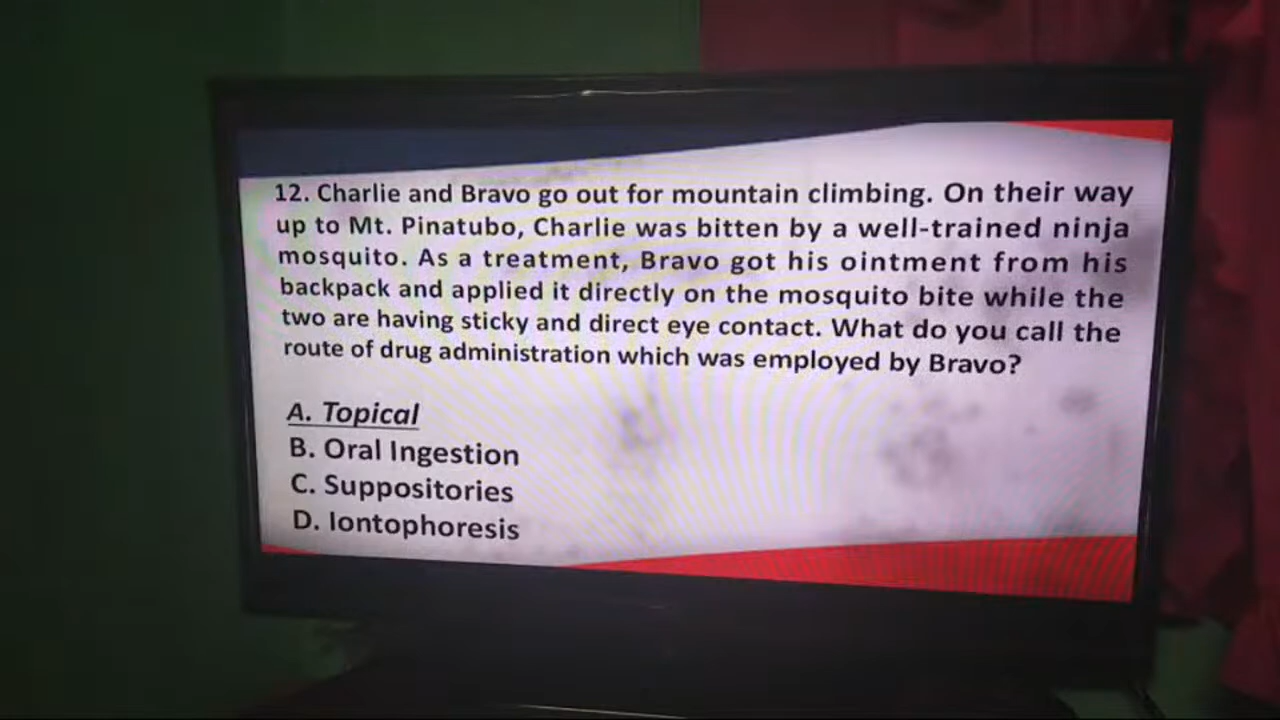 12. Charlie and Bravo go out for mountain climbing. On their way
up to Mt. Pinatubo, Charlie was bitten by a well-trained ninja
mosquito. As a treatment, Bravo got his ointment from his
backpack and applied it directly on the mosquito bite while the
two are having sticky and direct eye contact. What do you call the
route of drug administration which was employed by Bravo?
A. Topical
B. Oral Ingestion
C. Suppositories
D. Iontophoresis